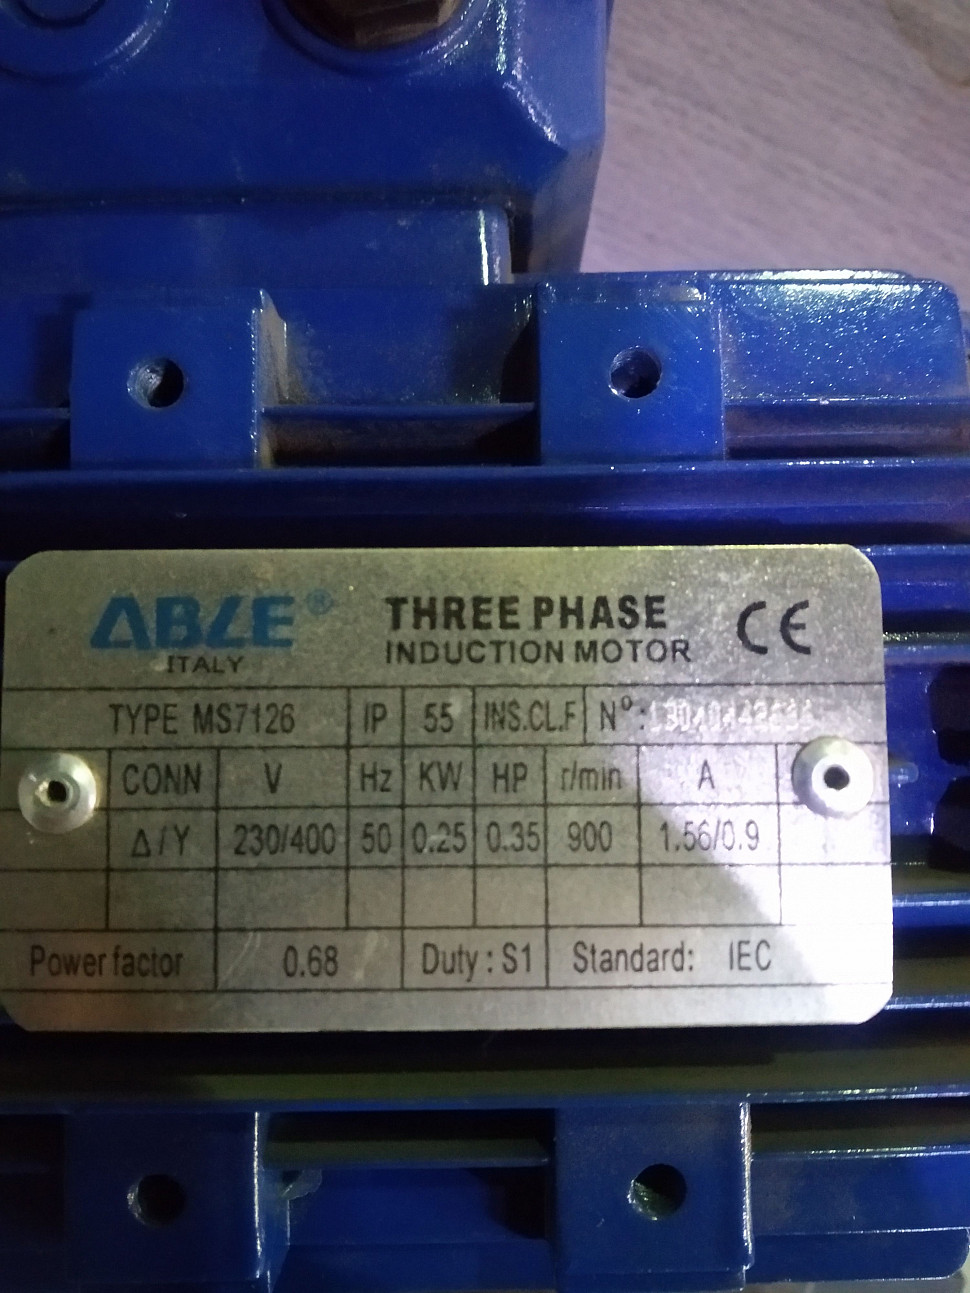 ABLE®
ITALY
THREE PHASE
INDUCTION MOTOR
CE
TYPE MS7126 IP 55 INS.CL.F Nº:
CONN V Hz KW HP r/min A
Δ/Y 230/400 50 0.25 0.35 900 1.56/0.9
Power factor 0.68 Duty: S1 Standard: IEC